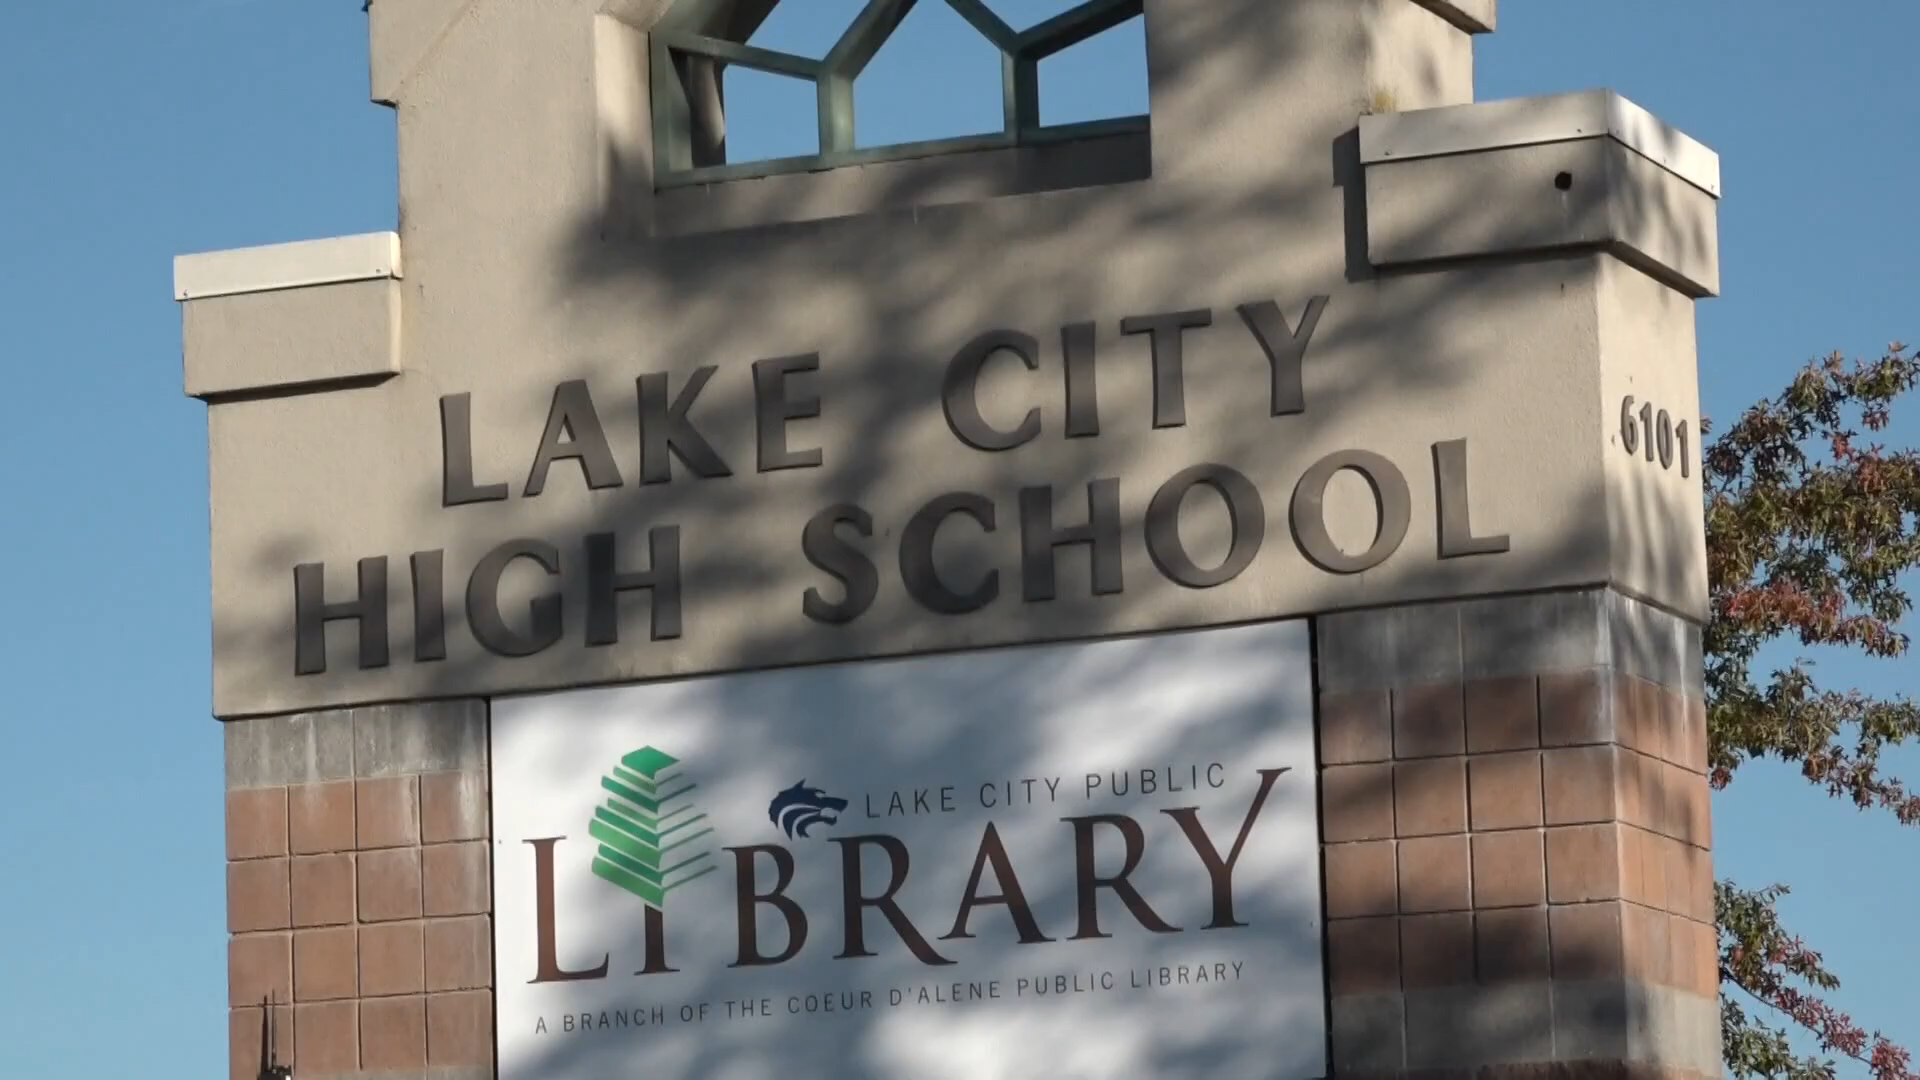 LAKE CITY
HIGH SCHOOL
6101
LAKE CITY PUBLIC
LIBRARY
A BRANCH OF THE COEUR D'ALENE PUBLIC LIBRARY